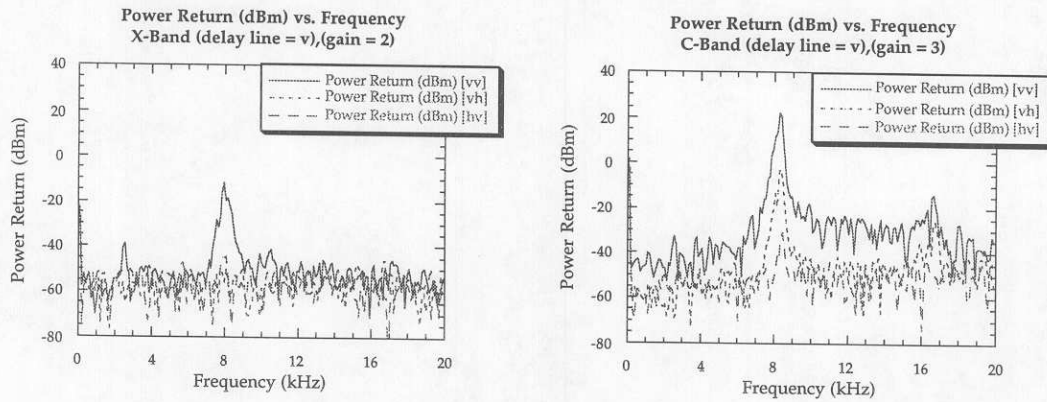 Power Return (dBm) vs. Frequency
X-Band (delay line = v),(gain = 2)
40
20
0
-20
-40
-60
-80
Power Return (dBm)
Power Return (dBm) [vv]
Power Return (dBm) [vh]
Power Return (dBm) [hv]
0 4 8 12 16 20
Frequency (kHz)
Power Return (dBm) vs. Frequency
C-Band (delay line = v),(gain = 3)
40
20
0
-20
-40
-60
-80
Power Return (dBm)
Power Return (dBm) [vv]
Power Return (dBm) [vh]
Power Return (dBm) [hv]
0 4 8 12 16 20
Frequency (kHz)